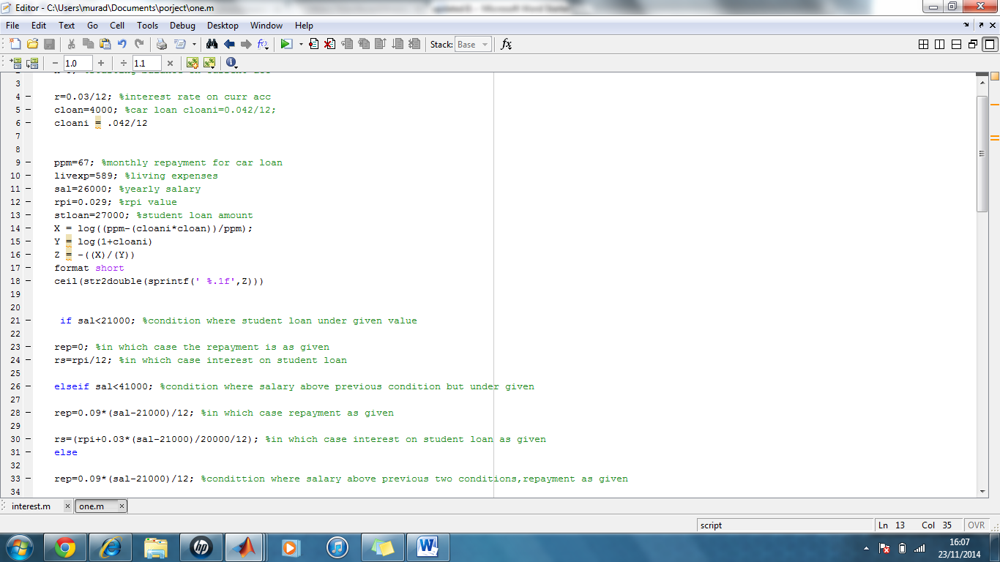 Editor - C:\Users\murad\Documents\porject\one.m
File Edit Text Go Cell Tools Debug Desktop Window Help
Stack: Base fx
− 1.0 + ÷ 1.1 ×
3
4 − r=0.03/12; %interest rate on curr acc
5 − cloan=4000; %car loan cloani=0.042/12;
6 − cloani = .042/12
7
8
9 − ppm=67; %monthly repayment for car loan
10 − livexp=589; %living expenses
11 − sal=26000; %yearly salary
12 − rpi=0.029; %rpi value
13 − stloan=27000; %student loan amount
14 − X = log((ppm-(cloani*cloan))/ppm);
15 − Y = log(1+cloani)
16 − Z = -((X)/(Y))
17 − format short
18 − ceil(str2double(sprintf(' %.1f',Z)))
19
20
21 − if sal<21000; %condition where student loan under given value
22
23 − rep=0; %in which case the repayment is as given
24 − rs=rpi/12; %in which case interest on student loan
25
26 − elseif sal<41000; %condition where salary above previous condition but under given
27
28 − rep=0.09*(sal-21000)/12; %in which case repayment as given
29
30 − rs=(rpi+0.03*(sal-21000)/20000/12); %in which case interest on student loan as given
31 − else
32
33 − rep=0.09*(sal-21000)/12; %condittion where salary above previous two conditions,repayment as given
34
interest.m × one.m ×
script Ln 13 Col 35 OVR
16:07
23/11/2014